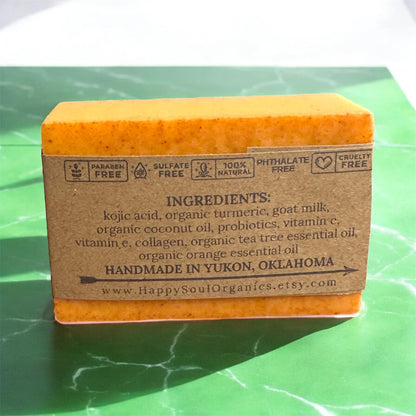 PARABEN FREE SULFATE FREE 100% NATURAL PHTHALATE FREE CRUELTY FREE
INGREDIENTS:
kojic acid, organic turmeric, goat milk,
organic coconut oil, probiotics, vitamin c,
vitamin e, collagen, organic tea tree essential oil,
organic orange essential oil
HANDMADE IN YUKON, OKLAHOMA
www.HappySoulOrganics.etsy.com